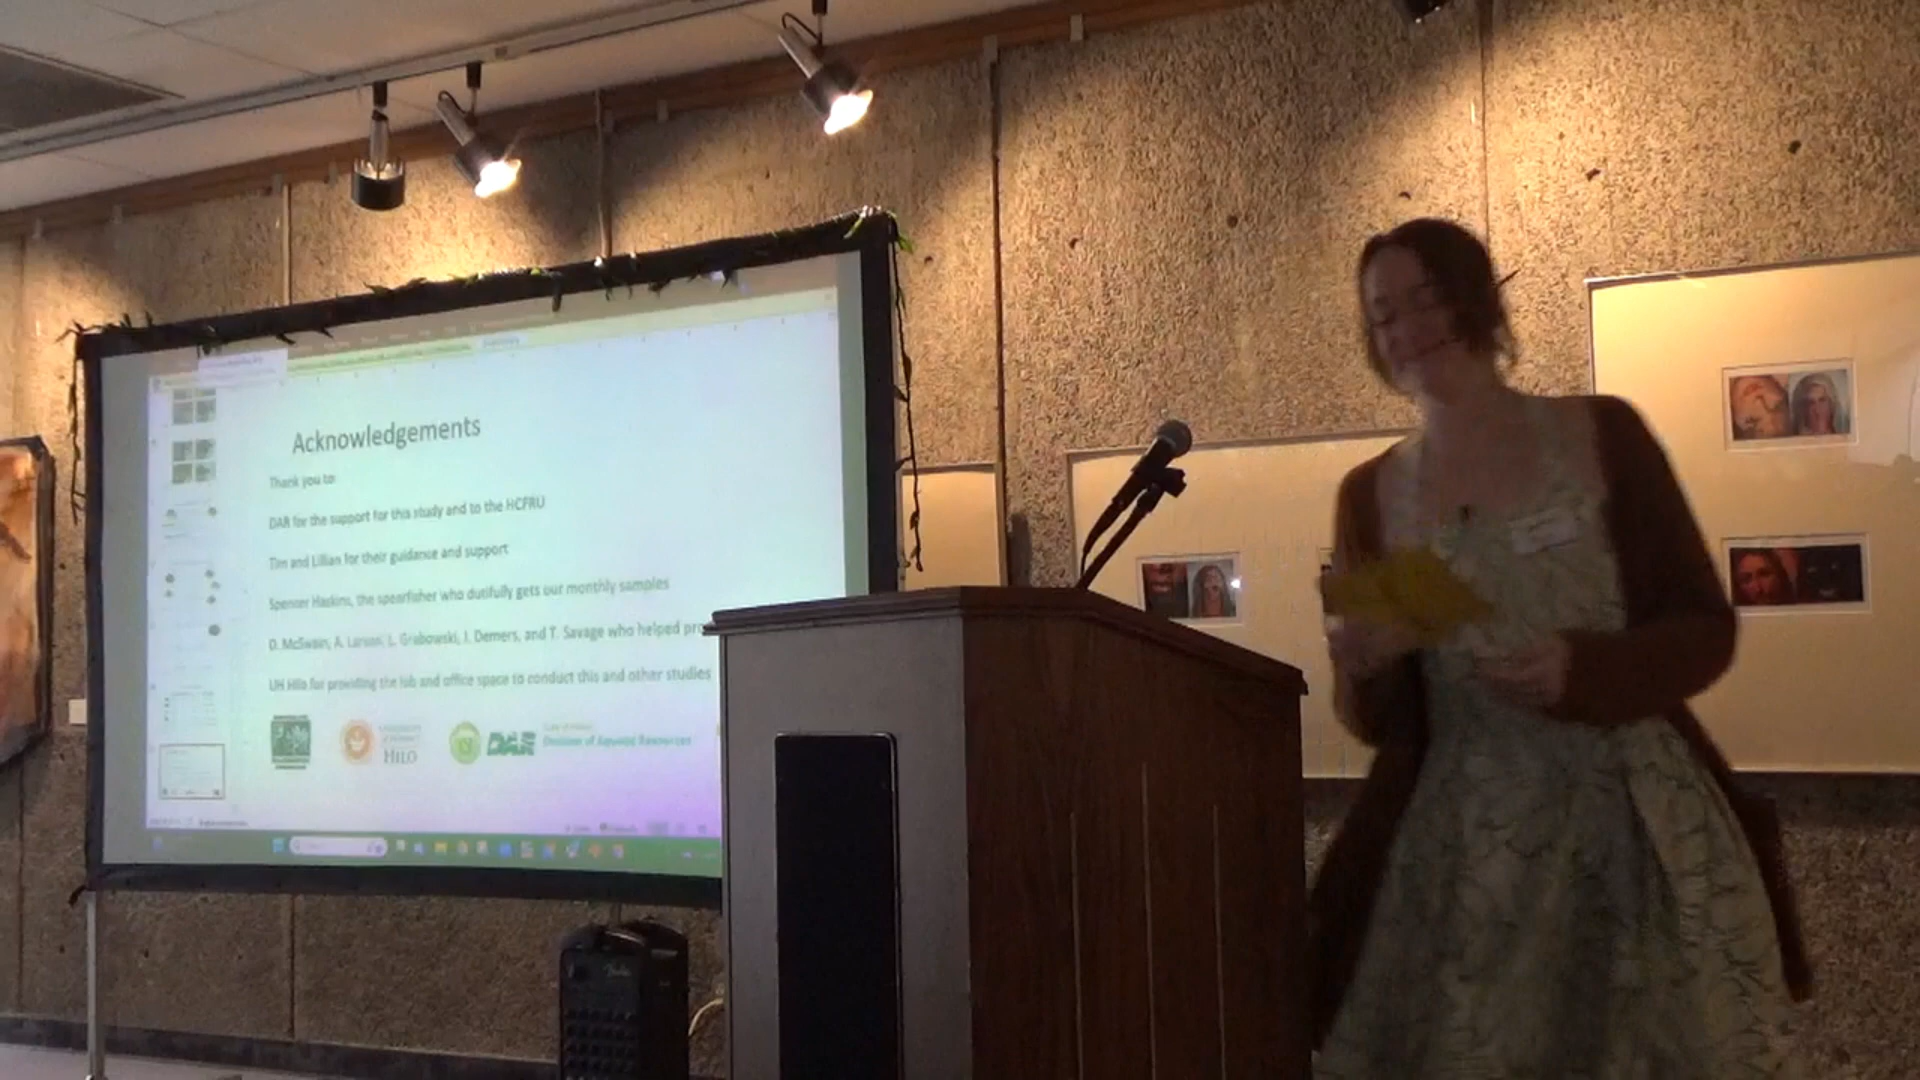 Acknowledgements
Thank you to:
DAR for the support for this study and to the HCFRU
Tim and Lillian for their guidance and support
Spencer Haskins, the spearfisher who dutifully gets our monthly samples
D. McSwain, A. Larson, L. Grabowski, J. Demers, and T. Savage who helped pro
UH Hilo for providing the lab and office space to conduct this and other studies
HILO
DAR
Division of Aquatic Resources
Fender